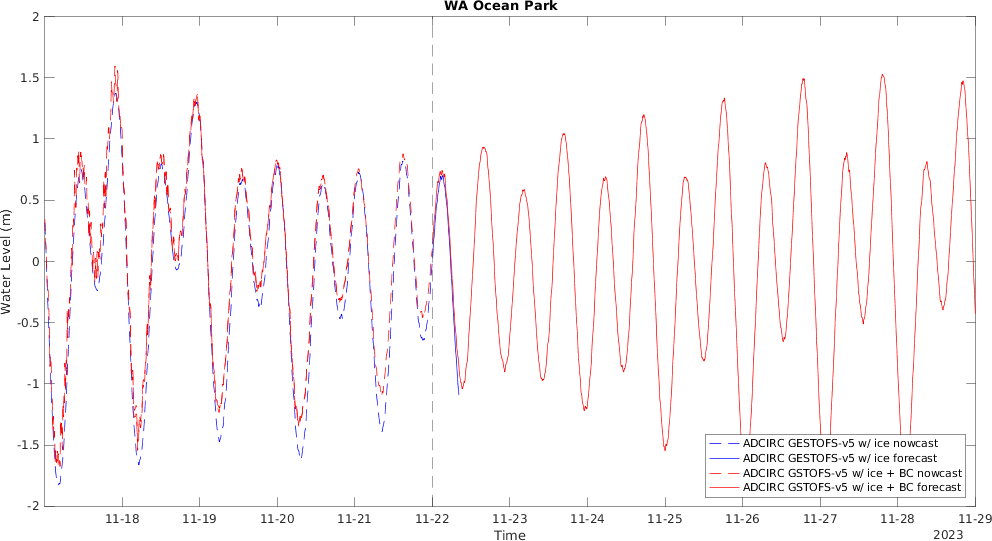 WA Ocean Park
2
1.5
1
0.5
0
-0.5
-1
-1.5
-2
Water Level (m)
11-18 11-19 11-20 11-21 11-22 11-23 11-24 11-25 11-26 11-27 11-28 11-29
Time
2023
ADCIRC GESTOFS-v5 w/ ice nowcast
ADCIRC GESTOFS-v5 w/ ice forecast
ADCIRC GSTOFS-v5 w/ ice + BC nowcast
ADCIRC GSTOFS-v5 w/ ice + BC forecast